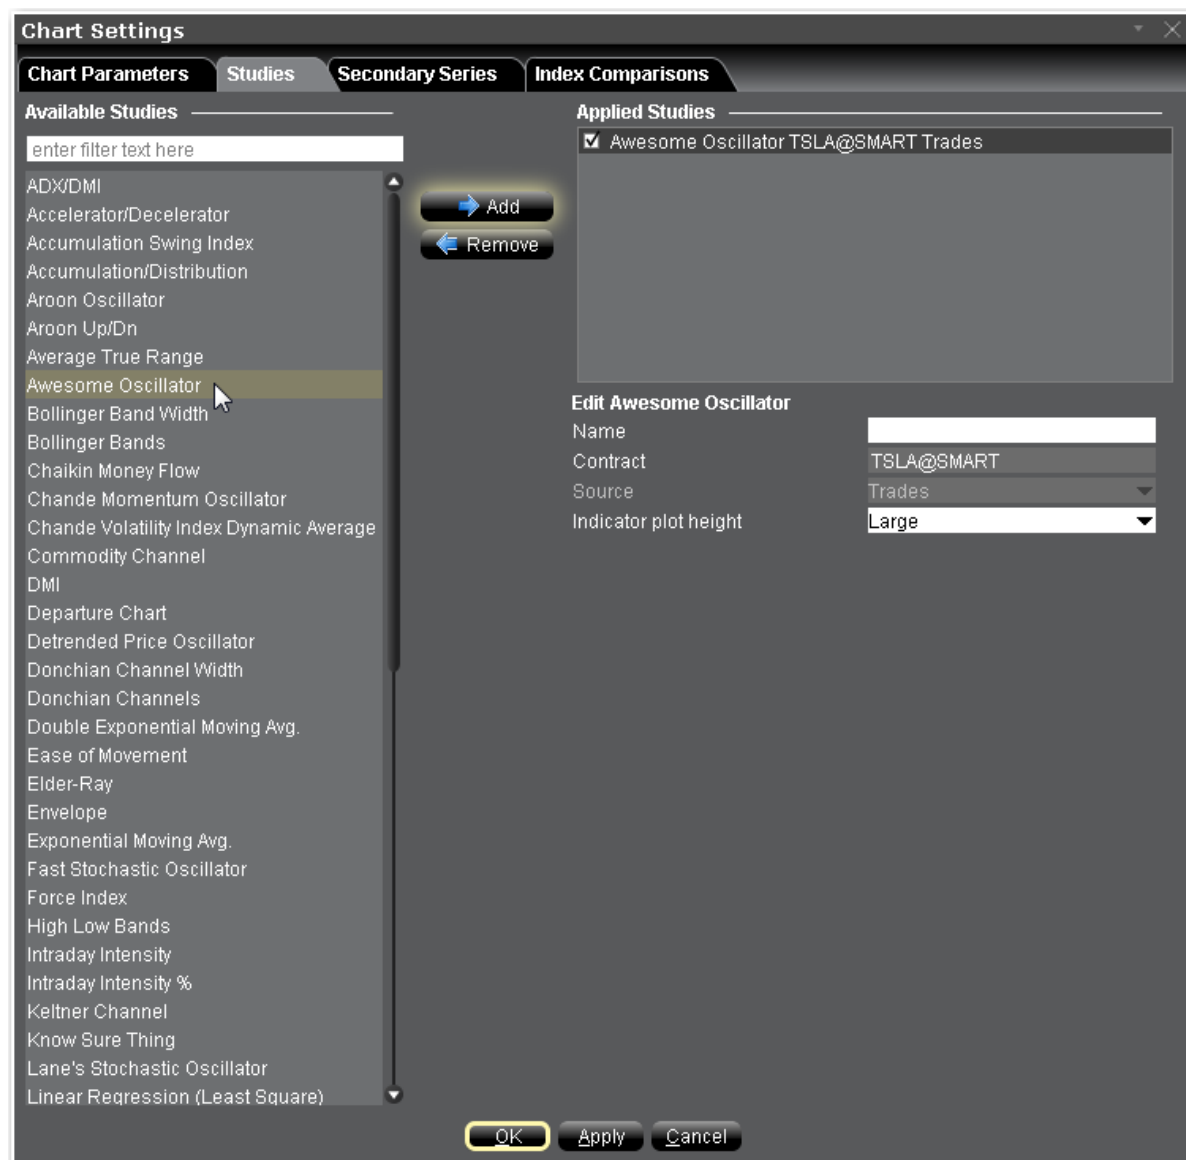 Chart Settings
Chart Parameters
Studies
Secondary Series
Index Comparisons
Available Studies
enter filter text here
ADX/DMI
Accelerator/Decelerator
Accumulation Swing Index
Accumulation/Distribution
Aroon Oscillator
Aroon Up/Dn
Average True Range
Awesome Oscillator
Bollinger Band Width
Bollinger Bands
Chaikin Money Flow
Chande Momentum Oscillator
Chande Volatility Index Dynamic Average
Commodity Channel
DMI
Departure Chart
Detrended Price Oscillator
Donchian Channel Width
Donchian Channels
Double Exponential Moving Avg.
Ease of Movement
Elder-Ray
Envelope
Exponential Moving Avg.
Fast Stochastic Oscillator
Force Index
High Low Bands
Intraday Intensity
Intraday Intensity %
Keltner Channel
Know Sure Thing
Lane's Stochastic Oscillator
Linear Regression (Least Square)
Add
Remove
Applied Studies
Awesome Oscillator TSLA@SMART Trades
Edit Awesome Oscillator
Name
Contract TSLA@SMART
Source Trades
Indicator plot height Large
OK
Apply
Cancel